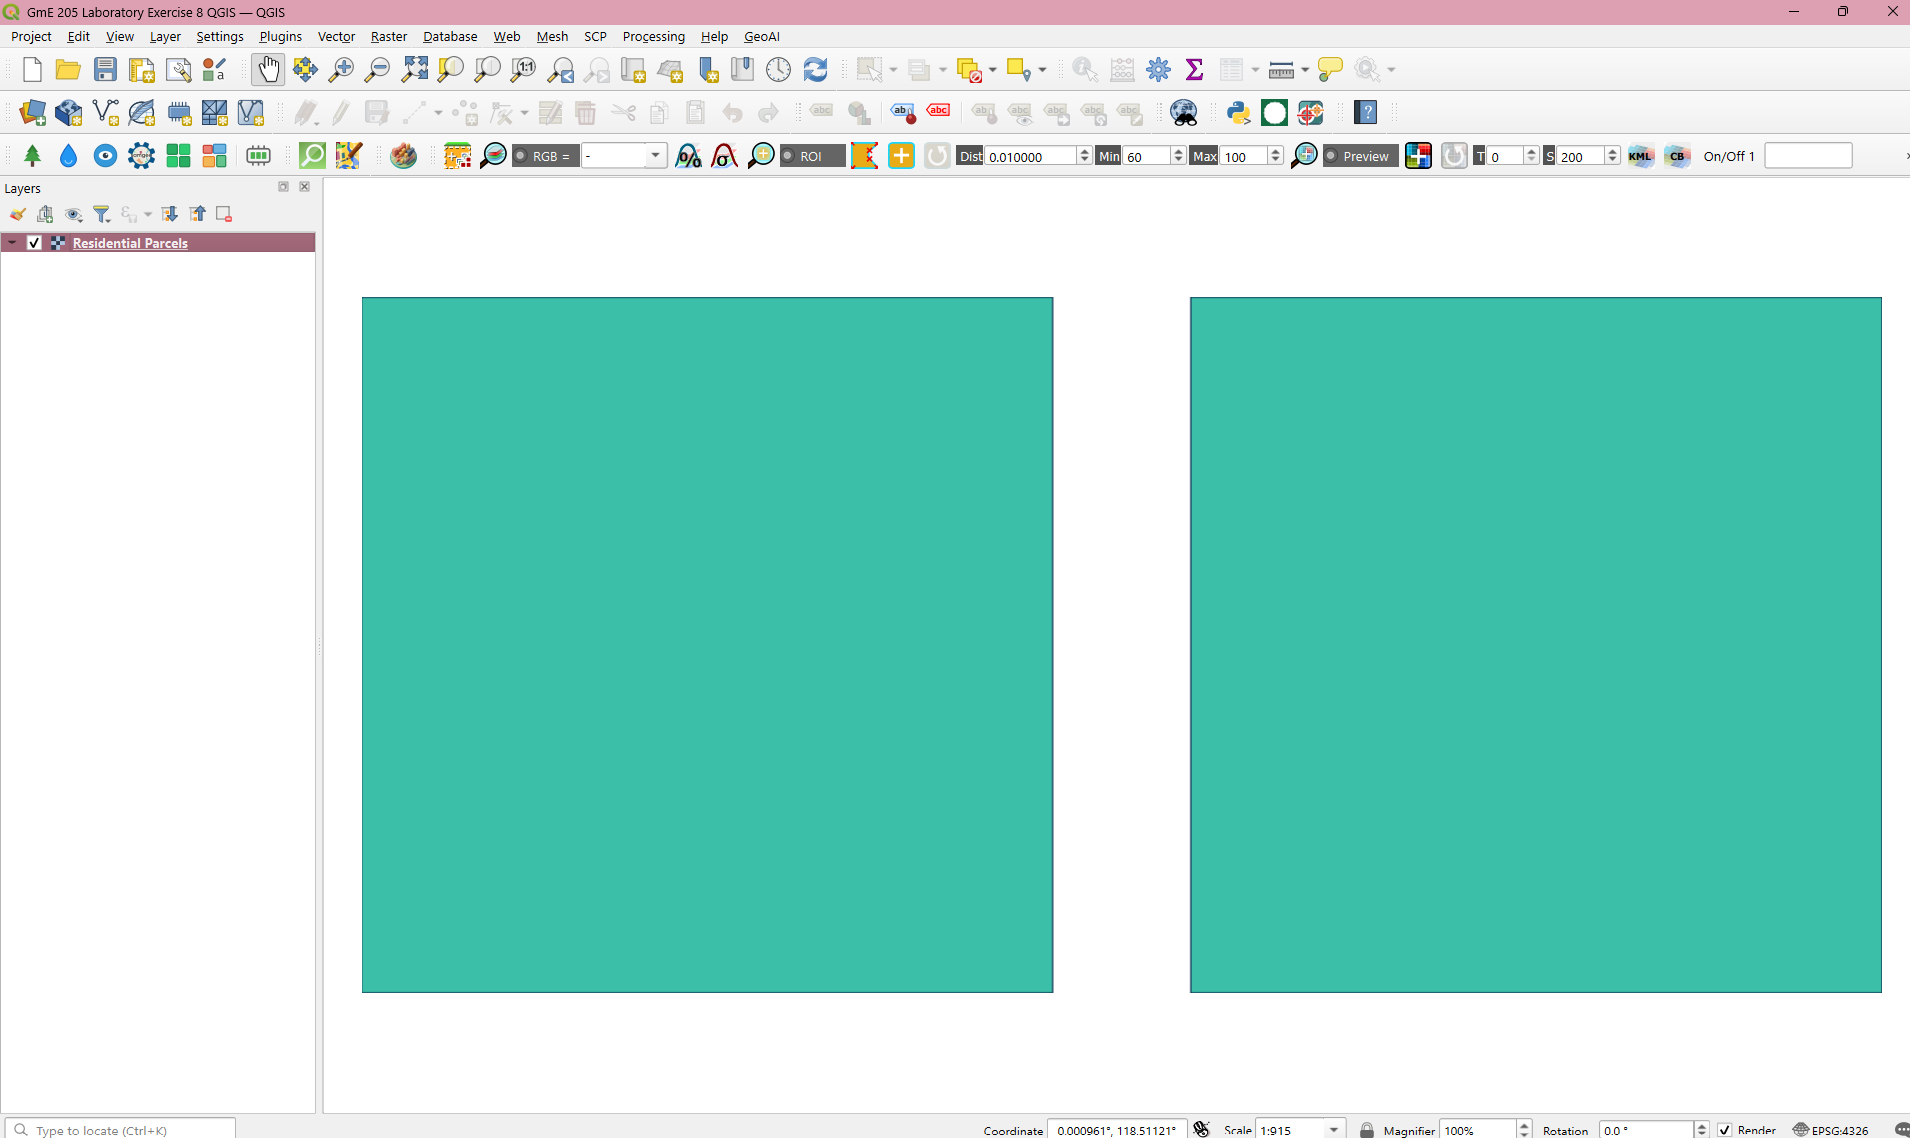 GmE 205 Laboratory Exercise 8 QGIS — QGIS
Project Edit View Layer Settings Plugins Vector Raster Database Web Mesh SCP Processing Help GeoAI
RGB = - ROI Dist 0.010000 Min 60 Max 100 Preview T 0 S 200 KML CB On/Off 1
Layers
Residential Parcels
Type to locate (Ctrl+K) Coordinate 0.000961°, 118.51121° Scale 1:915 Magnifier 100% Rotation 0.0 ° Render EPSG:4326